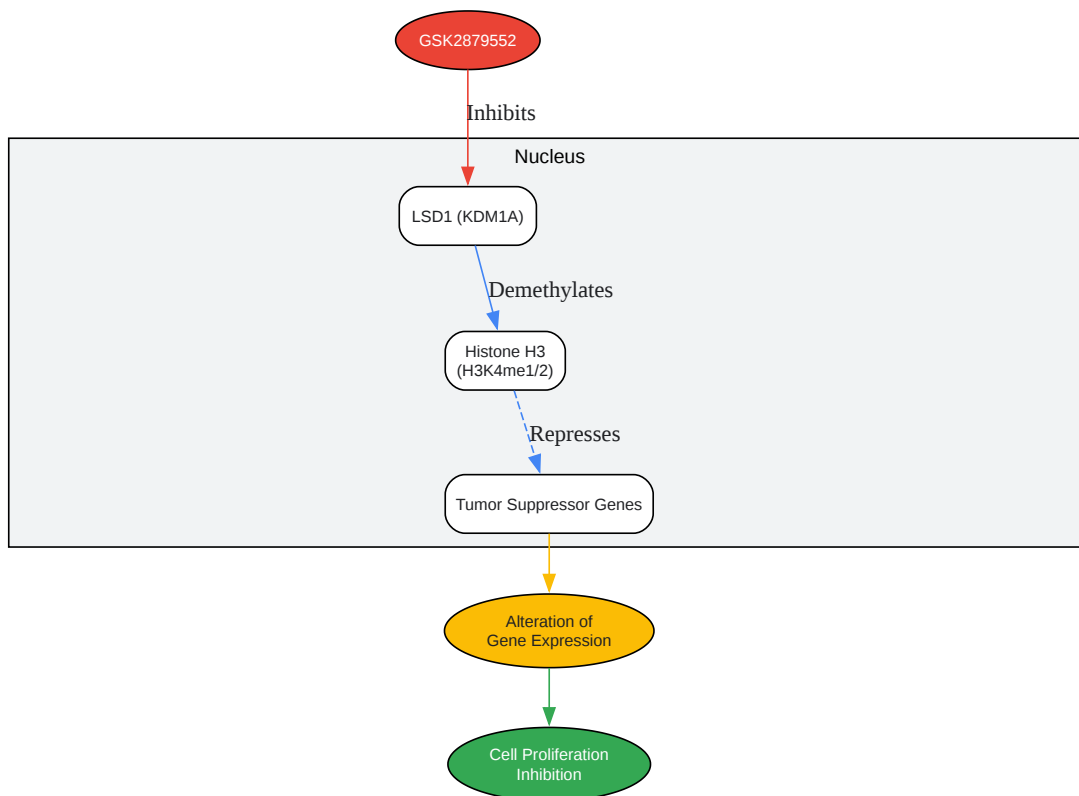 GSK2879552
Inhibits
Nucleus
LSD1 (KDM1A)
Demethylates
Histone H3
(H3K4me1/2)
Represses
Tumor Suppressor Genes
Alteration of
Gene Expression
Cell Proliferation
Inhibition